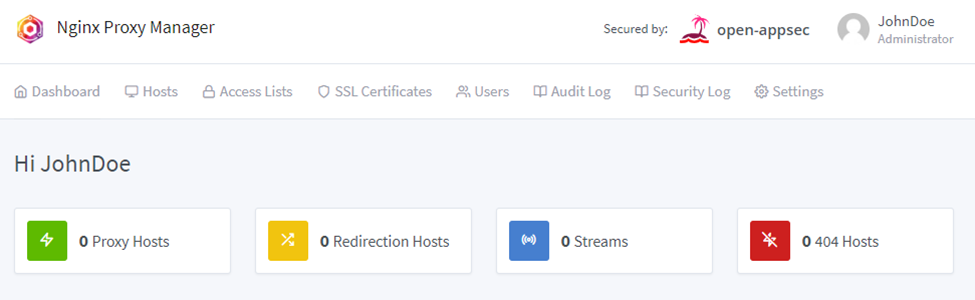 Nginx Proxy Manager
Secured by: open-appsec
JohnDoe
Administrator
Dashboard Hosts Access Lists SSL Certificates Users Audit Log Security Log Settings
Hi JohnDoe
0 Proxy Hosts 0 Redirection Hosts 0 Streams 0 404 Hosts